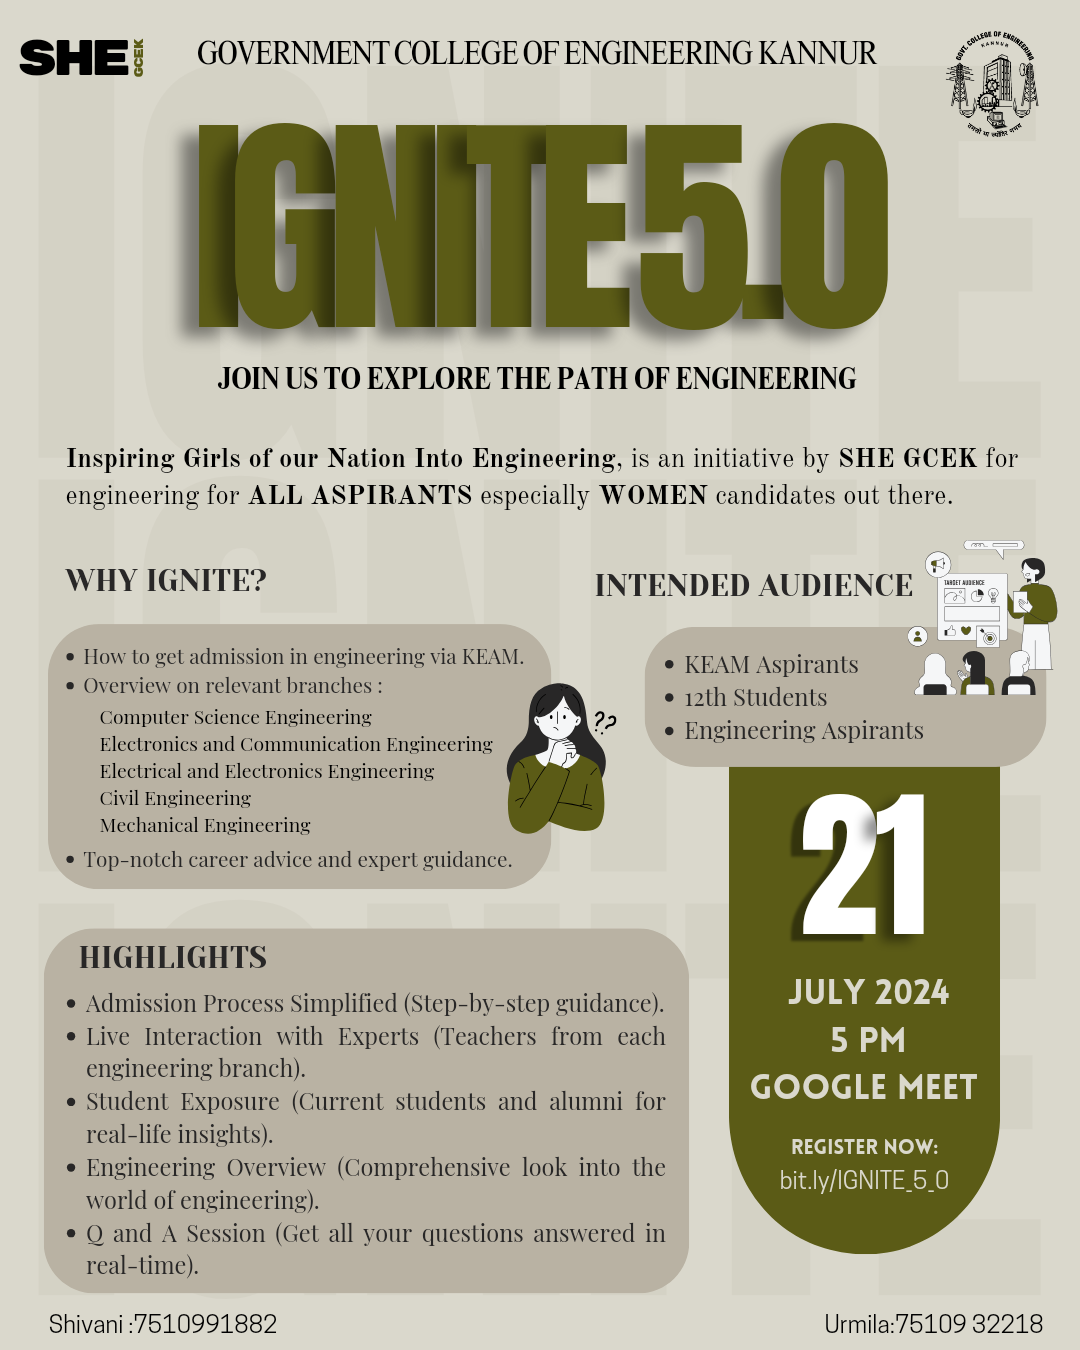 SHE GCEK
GOVERNMENT COLLEGE OF ENGINEERING KANNUR
GOVT. COLLEGE OF ENGINEERING
KANNUR
तमसो मा ज्योतिर गमय
IGNITE 5.0
JOIN US TO EXPLORE THE PATH OF ENGINEERING
Inspiring Girls of our Nation Into Engineering, is an initiative by SHE GCEK for
engineering for ALL ASPIRANTS especially WOMEN candidates out there.
WHY IGNITE?
• How to get admission in engineering via KEAM.
• Overview on relevant branches :
Computer Science Engineering
Electronics and Communication Engineering
Electrical and Electronics Engineering
Civil Engineering
Mechanical Engineering
• Top-notch career advice and expert guidance.
??
INTENDED AUDIENCE
TARGET AUDIENCE
• KEAM Aspirants
• 12th Students
• Engineering Aspirants
HIGHLIGHTS
• Admission Process Simplified (Step-by-step guidance).
• Live Interaction with Experts (Teachers from each
engineering branch).
• Student Exposure (Current students and alumni for
real-life insights).
• Engineering Overview (Comprehensive look into the
world of engineering).
• Q and A Session (Get all your questions answered in
real-time).
21
JULY 2024
5 PM
GOOGLE MEET
REGISTER NOW:
bit.ly/IGNITE_5_0
Shivani :7510991882
Urmila:75109 32218